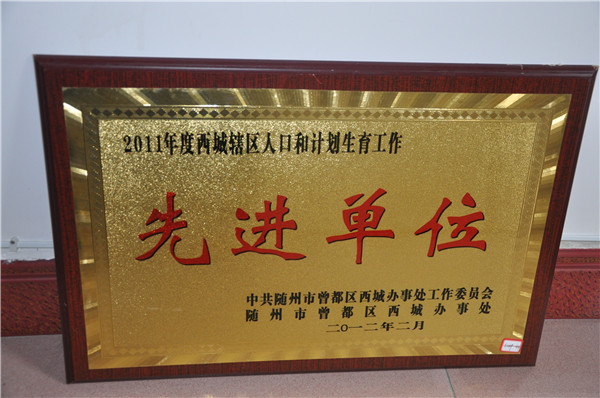 2011年度西城辖区人口和计划生育工作
先进单位
中共随州市曾都区西城办事处工作委员会
随州市曾都区西城办事处
二〇一二年二月